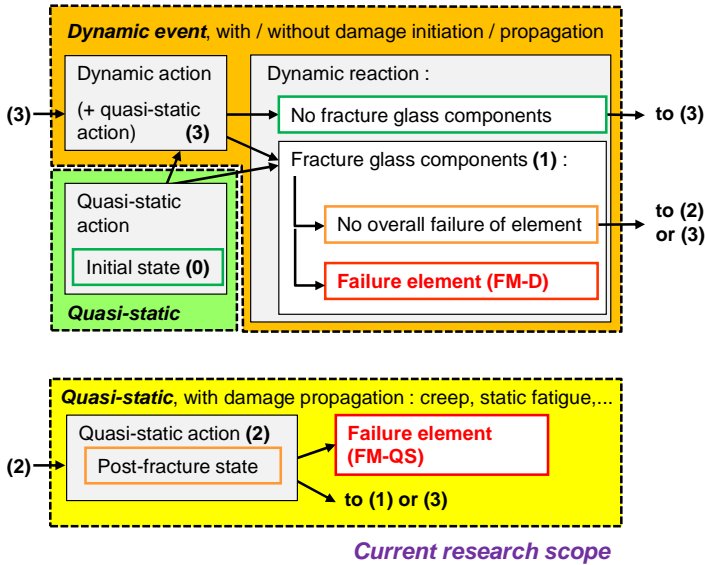 Dynamic event, with / without damage initiation / propagation
Dynamic action
(+ quasi-static
action) (3)
(3)
Dynamic reaction :
No fracture glass components
to (3)
Fracture glass components (1) :
No overall failure of element
to (2)
or (3)
Failure element (FM-D)
Quasi-static
action
Initial state (0)
Quasi-static
Quasi-static, with damage propagation : creep, static fatigue,...
Quasi-static action (2)
Post-fracture state
(2)
Failure element
(FM-QS)
to (1) or (3)
Current research scope